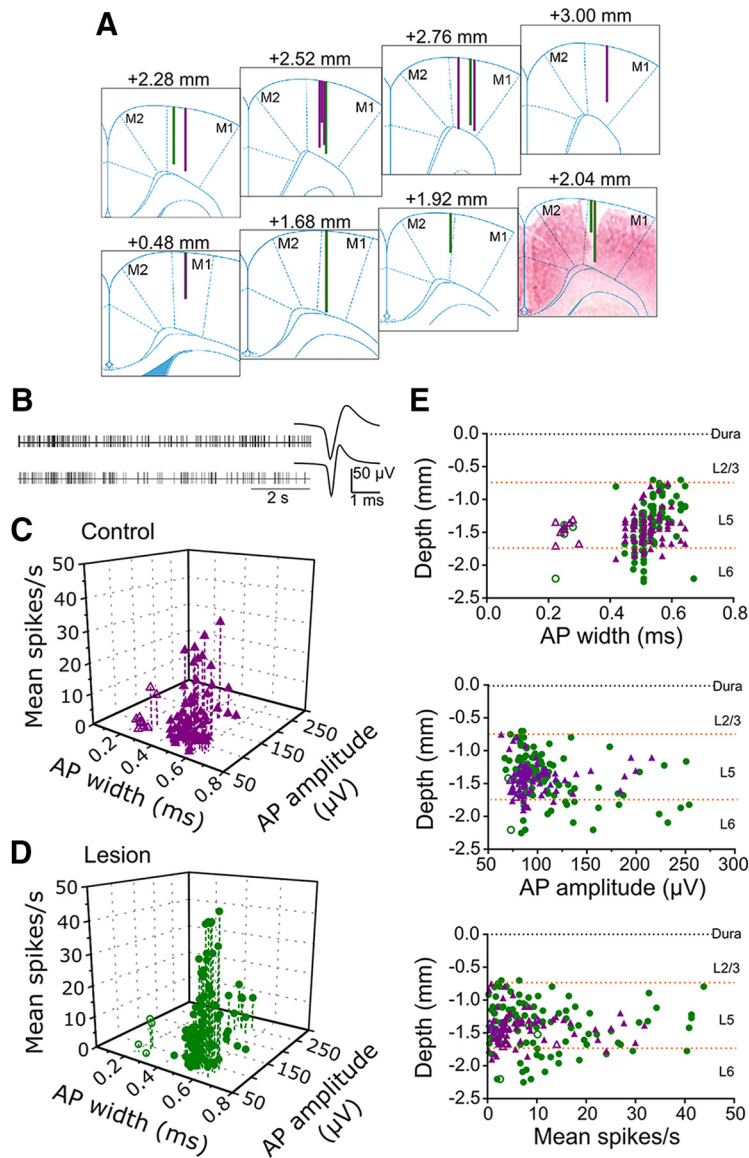 A
+2.28 mm
M2
M1
+2.52 mm
M2
M1
+2.76 mm
M2
M1
+3.00 mm
M2
M1
+0.48 mm
M2
M1
+1.68 mm
M2
M1
+1.92 mm
M2
M1
+2.04 mm
M2
M1
B
2 s
50 µV
1 ms
C
Control
Mean spikes/s
50
40
30
20
10
0
0.2
0.4
0.6
0.8
AP width (ms)
50
150
250
AP amplitude
(µV)
D
Lesion
Mean spikes/s
50
40
30
20
10
0
0.2
0.4
0.6
0.8
AP width (ms)
50
150
250
AP amplitude
(µV)
E
Depth (mm)
0.0
-0.5
-1.0
-1.5
-2.0
-2.5
Dura
L2/3
L5
L6
0.0 0.2 0.4 0.6 0.8
AP width (ms)
Depth (mm)
0.0
-0.5
-1.0
-1.5
-2.0
-2.5
Dura
L2/3
L5
L6
50 100 150 200 250 300
AP amplitude (µV)
Depth (mm)
0.0
-0.5
-1.0
-1.5
-2.0
-2.5
Dura
L2/3
L5
L6
0 10 20 30 40 50
Mean spikes/s